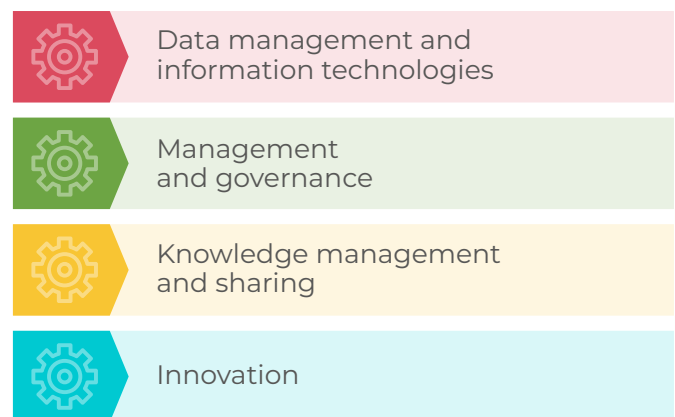 Data management and
information technologies
Management
and governance
Knowledge management
and sharing
Innovation